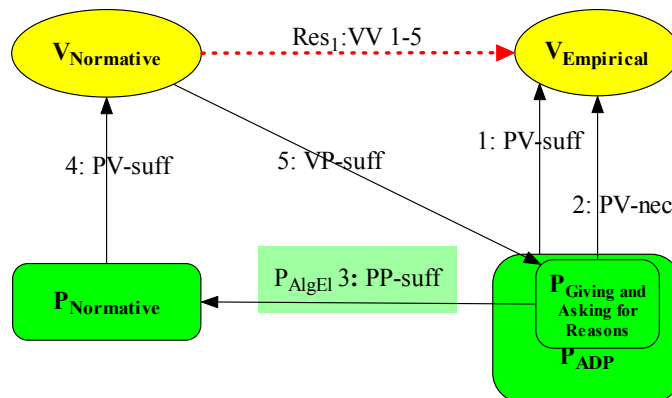 Res1:VV 1-5
VNormative
VEmpirical
1: PV-suff
4: PV-suff
5: VP-suff
2: PV-nec
PAlgEl 3: PP-suff
PNormative
PGiving and
Asking for
Reasons
PADP